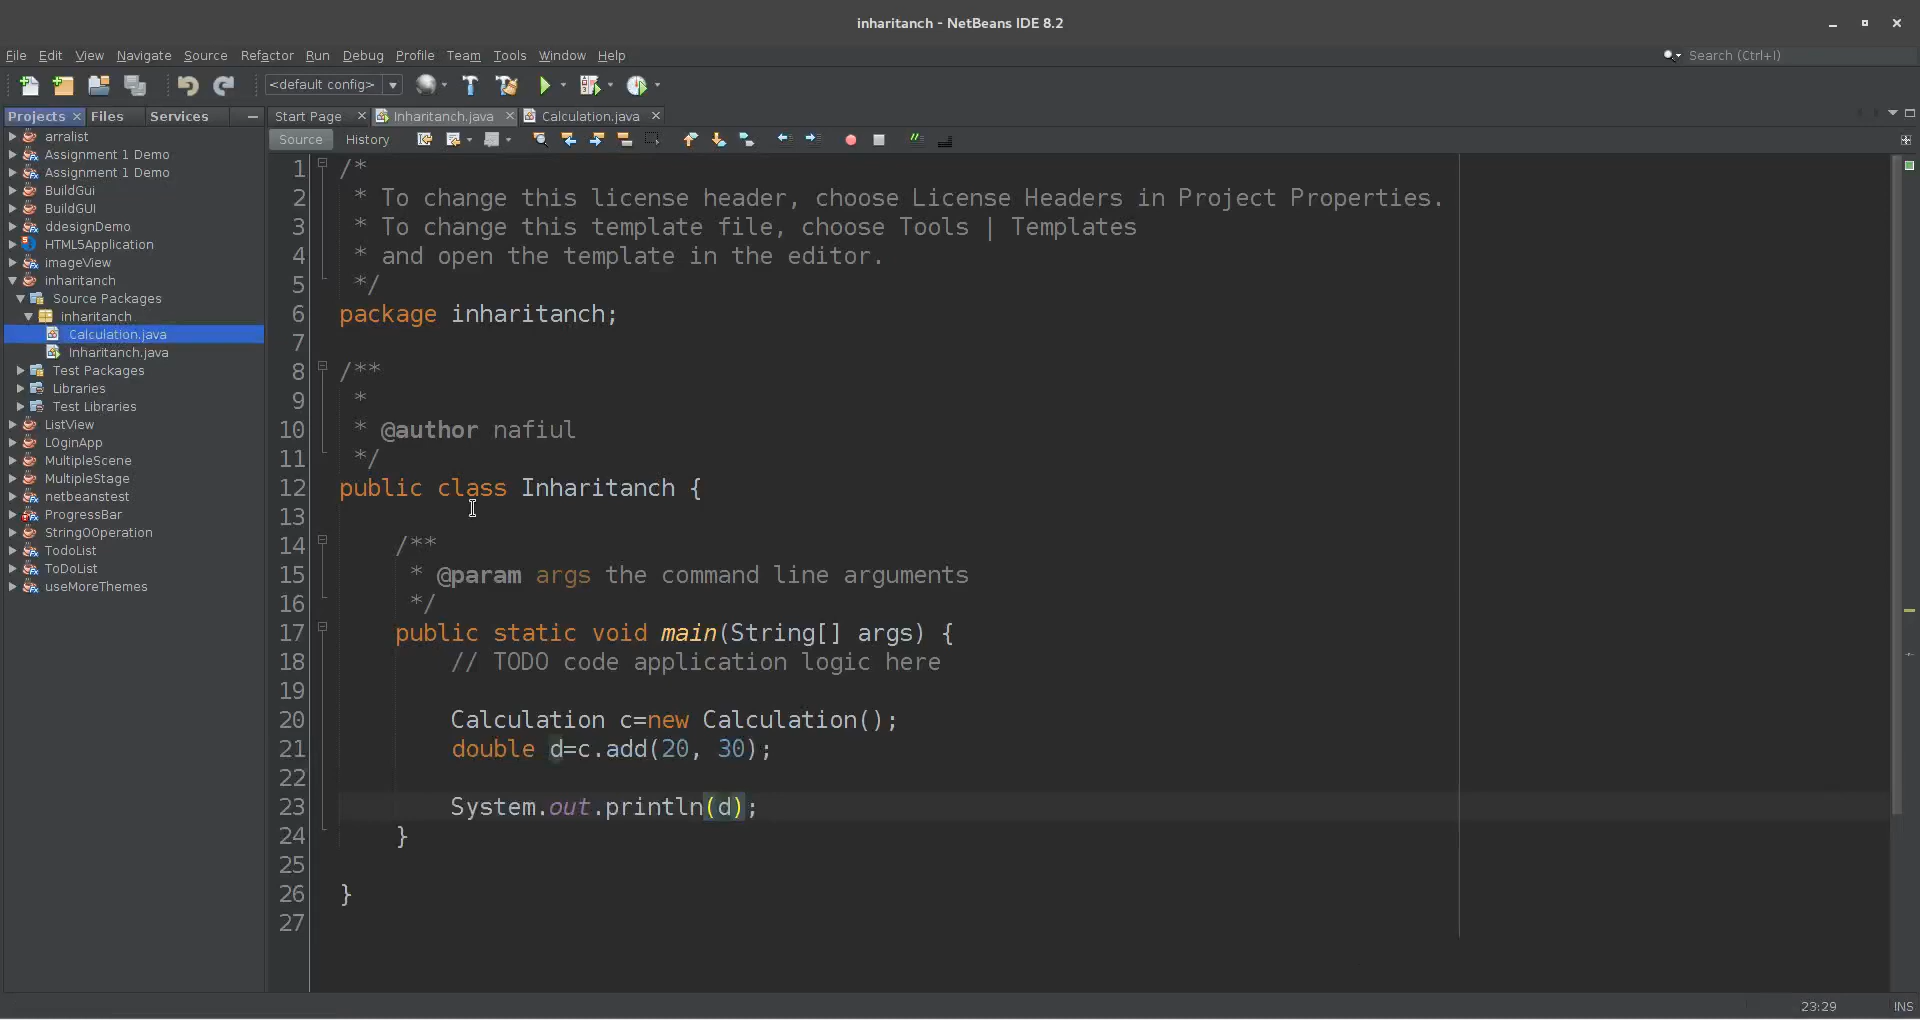 inharitanch - NetBeans IDE 8.2
File Edit View Navigate Source Refactor Run Debug Profile Team Tools Window Help
Search (Ctrl+I)
<default config>
Projects Files Services
Start Page Inharitanch.java Calculation.java
Source History
arralist
Assignment 1 Demo
Assignment 1 Demo
BuildGui
BuildGUI
ddesignDemo
HTML5Application
imageView
inharitanch
Source Packages
inharitanch
Calculation.java
Inharitanch.java
Test Packages
Libraries
Test Libraries
ListView
LOginApp
MultipleScene
MultipleStage
netbeanstest
ProgressBar
StringOOperation
TodoList
ToDoList
useMoreThemes
1 /*
2 * To change this license header, choose License Headers in Project Properties.
3 * To change this template file, choose Tools | Templates
4 * and open the template in the editor.
5 */
6 package inharitanch;
7
8 /**
9 *
10 * @author nafiul
11 */
12 public class Inharitanch {
13
14 /**
15 * @param args the command line arguments
16 */
17 public static void main(String[] args) {
18 // TODO code application logic here
19
20 Calculation c=new Calculation();
21 double d=c.add(20, 30);
22
23 System.out.println(d);
24 }
25
26 }
27
23:29 INS